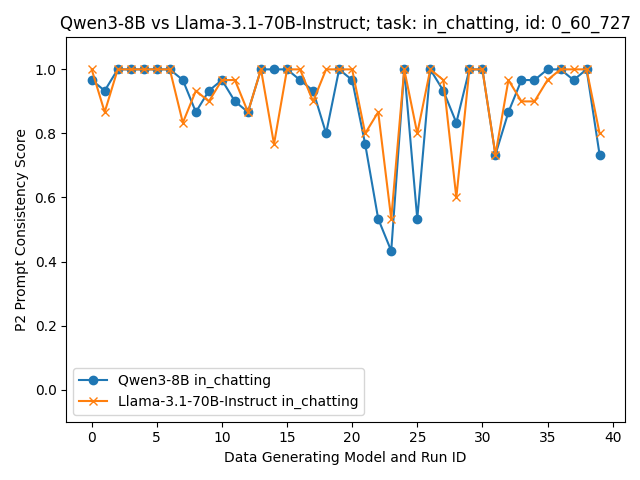 Qwen3-8B vs Llama-3.1-70B-Instruct; task: in_chatting, id: 0_60_727
P2 Prompt Consistency Score
1.0
0.8
0.6
0.4
0.2
0.0
Qwen3-8B in_chatting
Llama-3.1-70B-Instruct in_chatting
0 5 10 15 20 25 30 35 40
Data Generating Model and Run ID